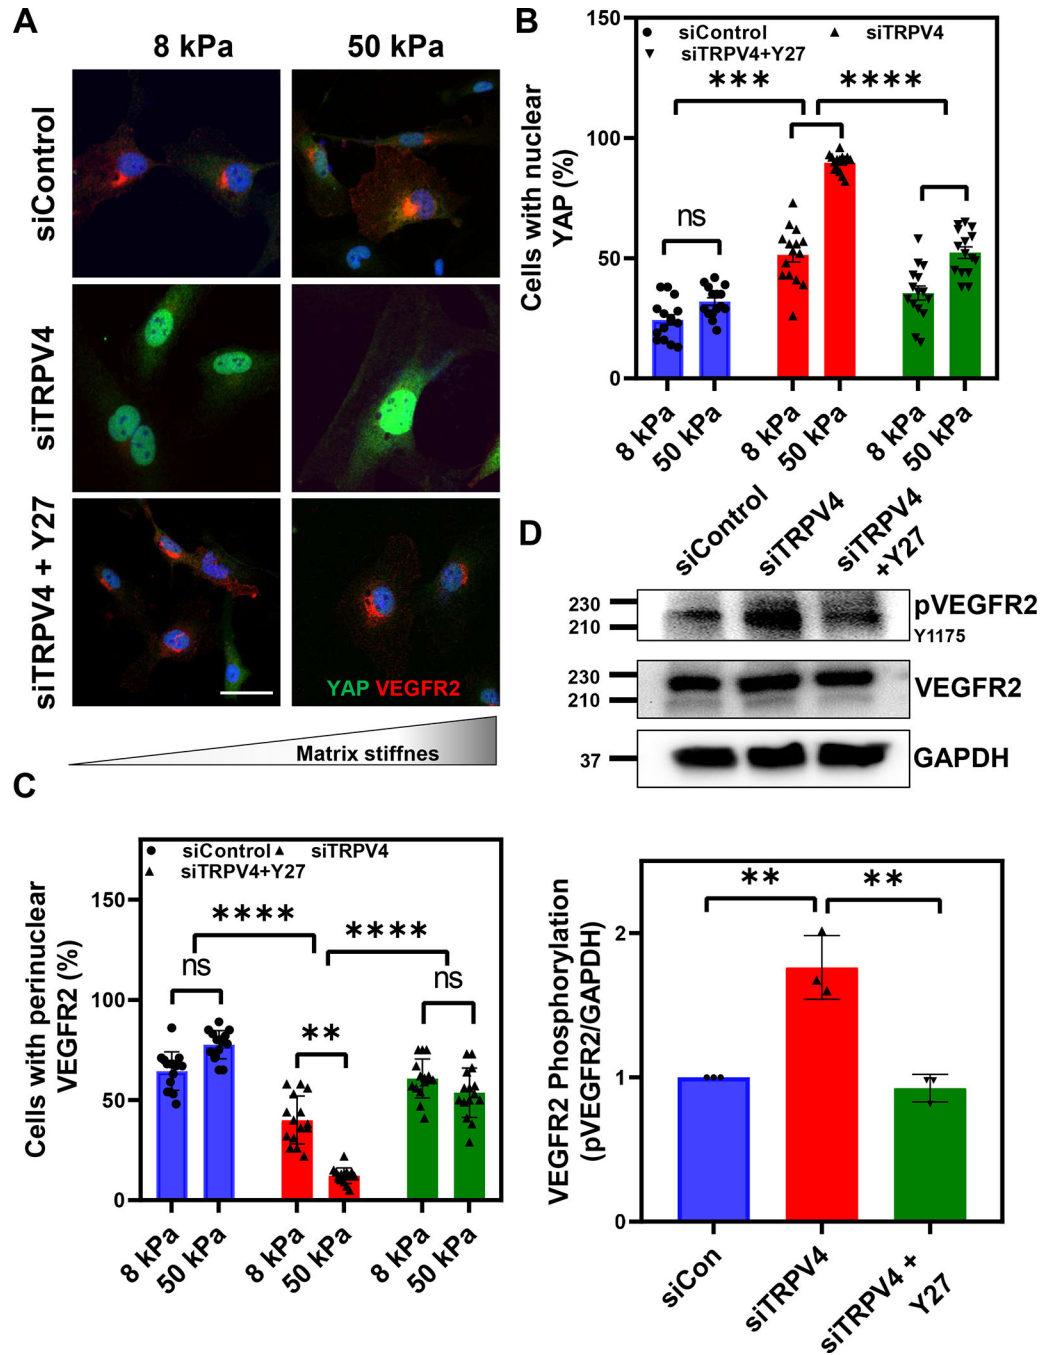 A
8 kPa
50 kPa
siControl
siTRPV4
siTRPV4 + Y27
YAP VEGFR2
Matrix stiffnes
B
Cells with nuclear
YAP (%)
150
100
50
0
siControl
siTRPV4
siTRPV4+Y27
***
****
ns
8 kPa
50 kPa
8 kPa
50 kPa
8 kPa
50 kPa
C
Cells with perinuclear
VEGFR2 (%)
150
100
50
0
siControl
siTRPV4
siTRPV4+Y27
****
****
ns
**
ns
8 kPa
50 kPa
8 kPa
50 kPa
8 kPa
50 kPa
D
siControl
siTRPV4
siTRPV4
+Y27
230
210
pVEGFR2
Y1175
230
210
VEGFR2
37
GAPDH
VEGFR2 Phosphorylation
(pVEGFR2/GAPDH)
2
1
0
**
**
siCon
siTRPV4
siTRPV4 +
Y27